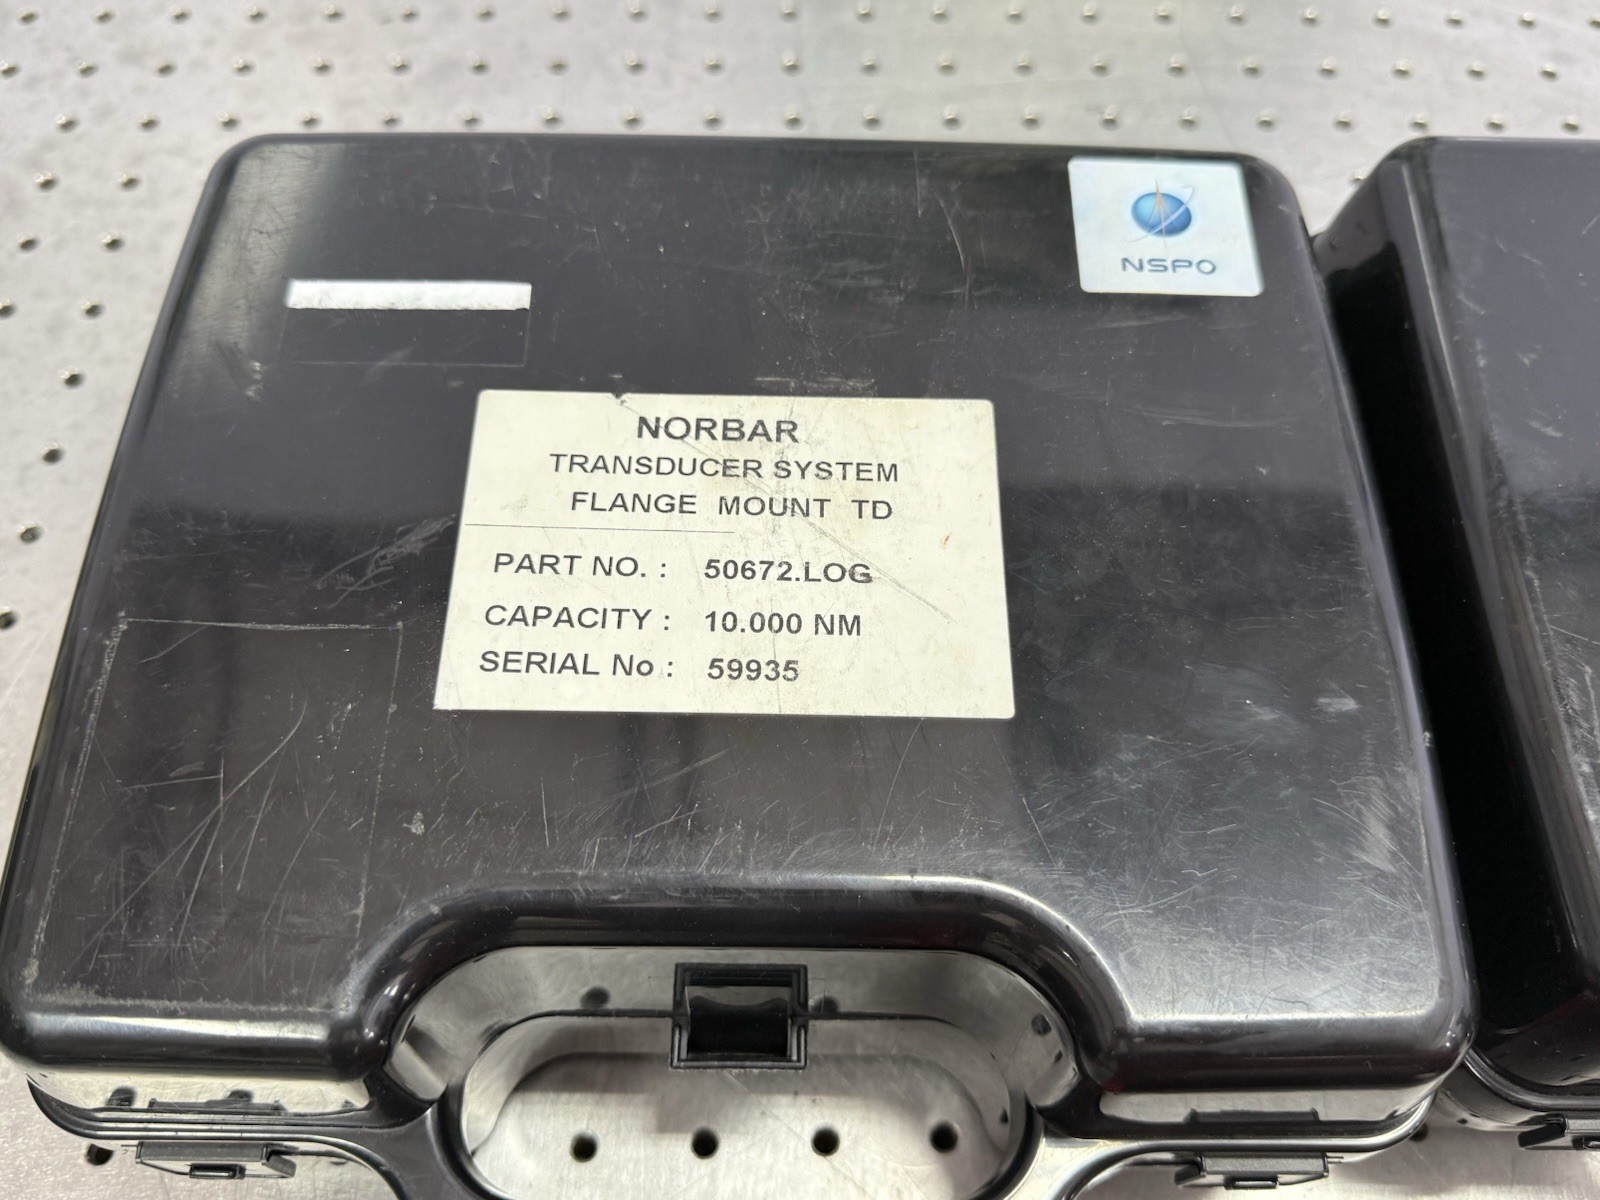 NSPO
NORBAR
TRANSDUCER SYSTEM
FLANGE MOUNT TD
PART NO. : 50672.LOG
CAPACITY : 10.000 NM
SERIAL No : 59935